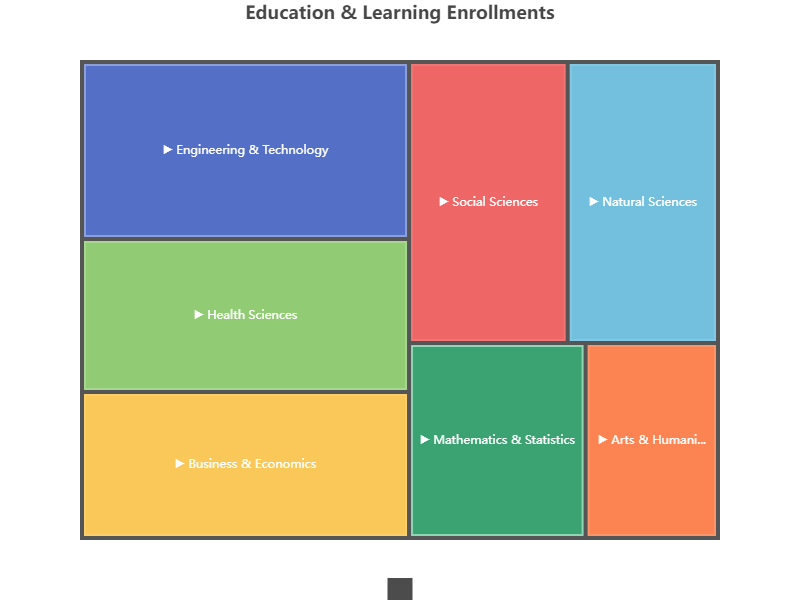 Education & Learning Enrollments
▶ Engineering & Technology
▶ Health Sciences
▶ Business & Economics
▶ Social Sciences
▶ Natural Sciences
▶ Mathematics & Statistics
▶ Arts & Humani...